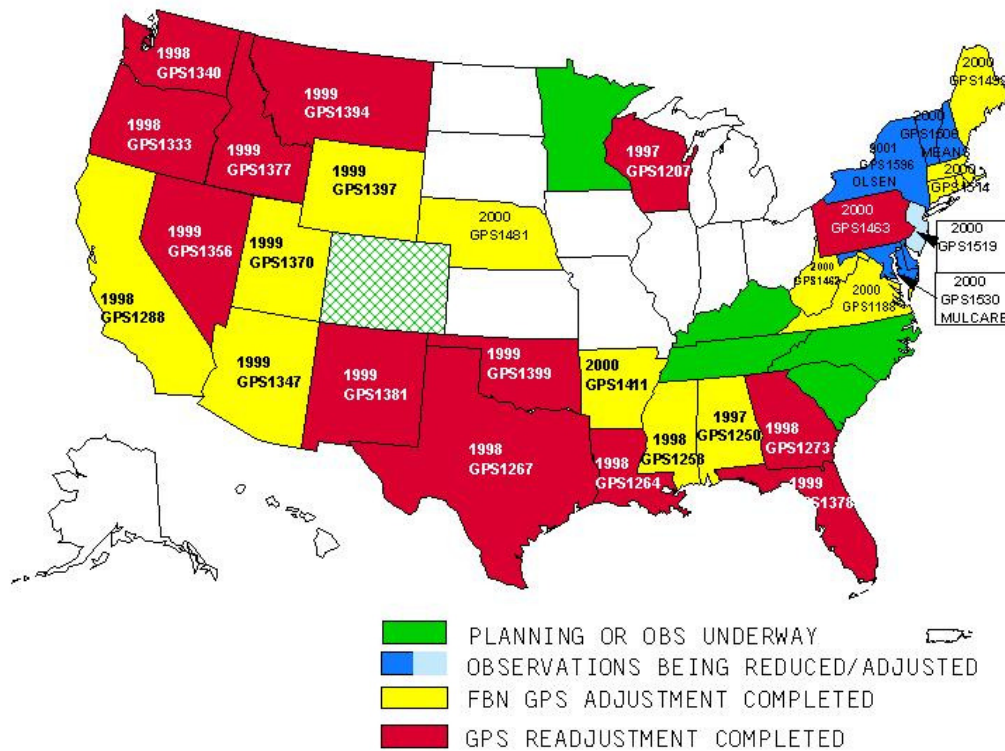 1998
GPS1340
1999
GPS1394
1998
GPS1333
1999
GPS1377
1999
GPS1397
1997
GPS1207
2000
2000
GPS1506
MEANS
GPS1596
OLSEN
2000
GPS1514
2000
GPS1481
2000
GPS1463
1999
GPS1356
1999
GPS1370
2000
GPS1519
2000
GPS1530
MULCARE
2000
GPS1462
2000
GPS1188
1998
GPS1288
1999
GPS1347
1999
GPS1381
1999
GPS1399
2000
GPS1411
1998
GPS1267
1998
GPS1264
1998
GPS1258
1997
GPS1250
1998
GPS1273
1999
PLANNING OR OBS UNDERWAY
OBSERVATIONS BEING REDUCED/ADJUSTED
FBN GPS ADJUSTMENT COMPLETED
GPS READJUSTMENT COMPLETED